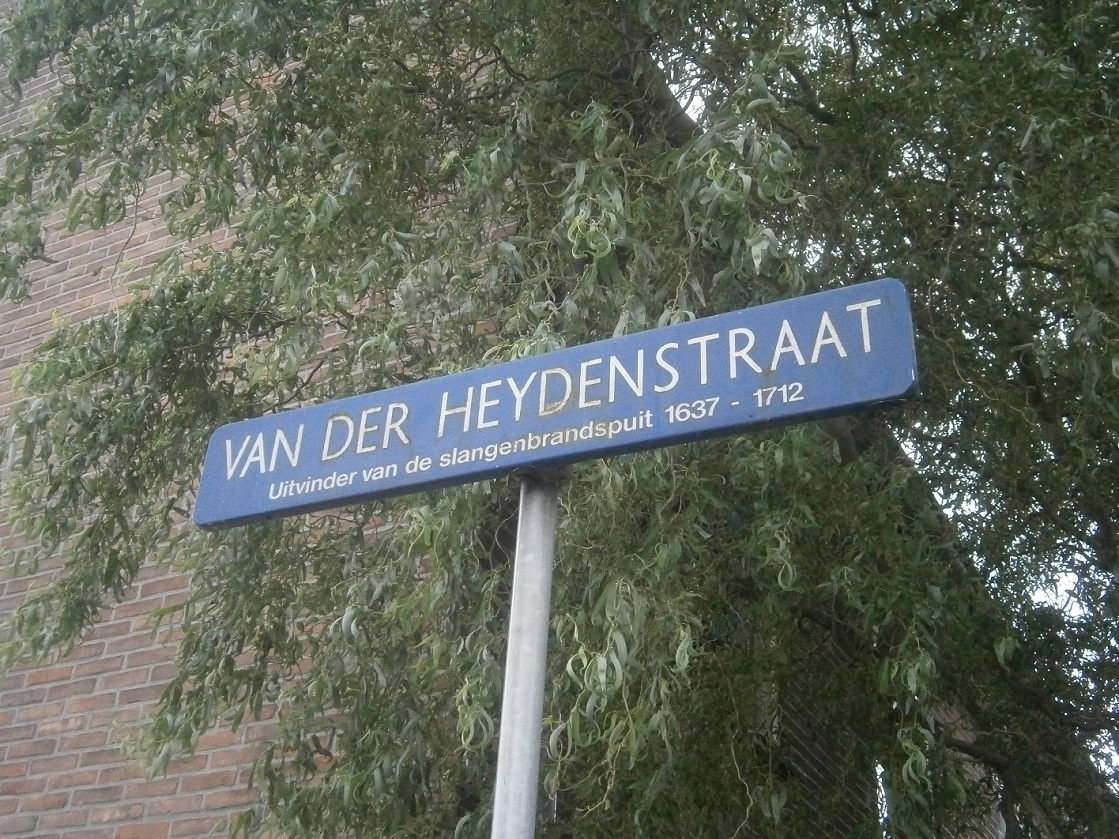 VAN DER HEYDENSTRAAT
Uitvinder van de slangenbrandspuit 1637 - 1712